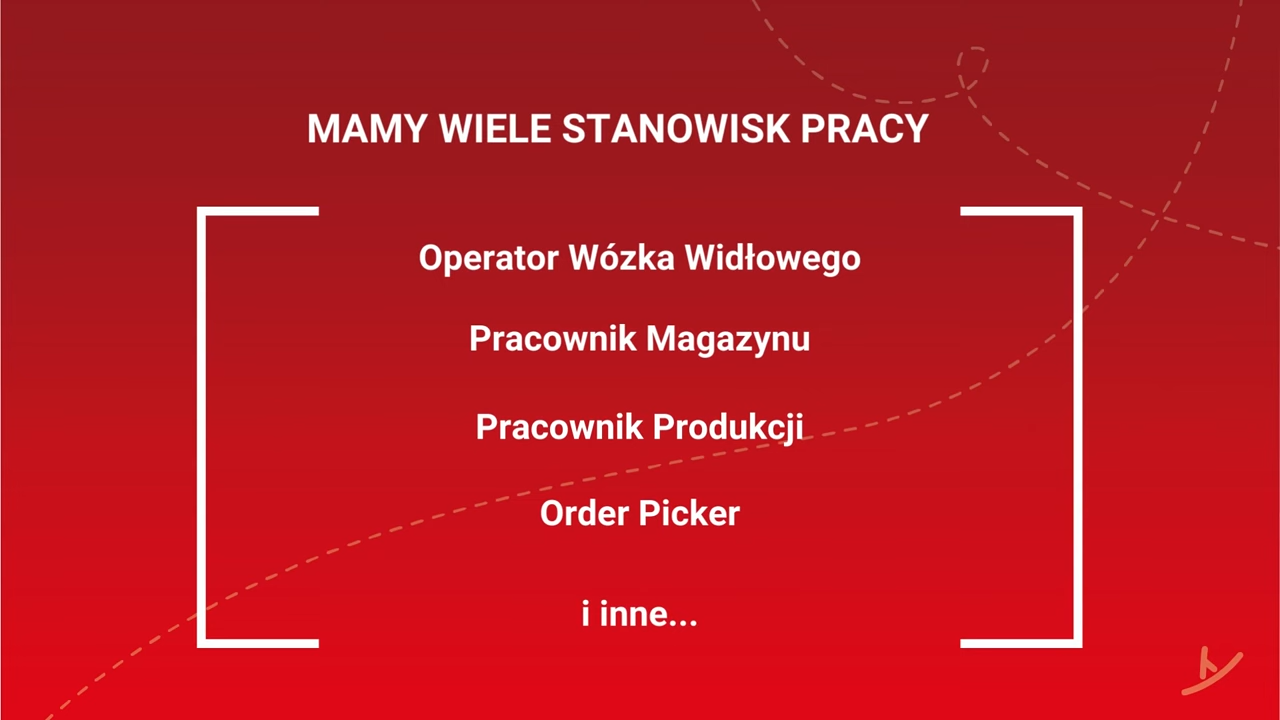 MAMY WIELE STANOWISK PRACY
Operator Wózka Widłowego
Pracownik Magazynu
Pracownik Produkcji
Order Picker
i inne...